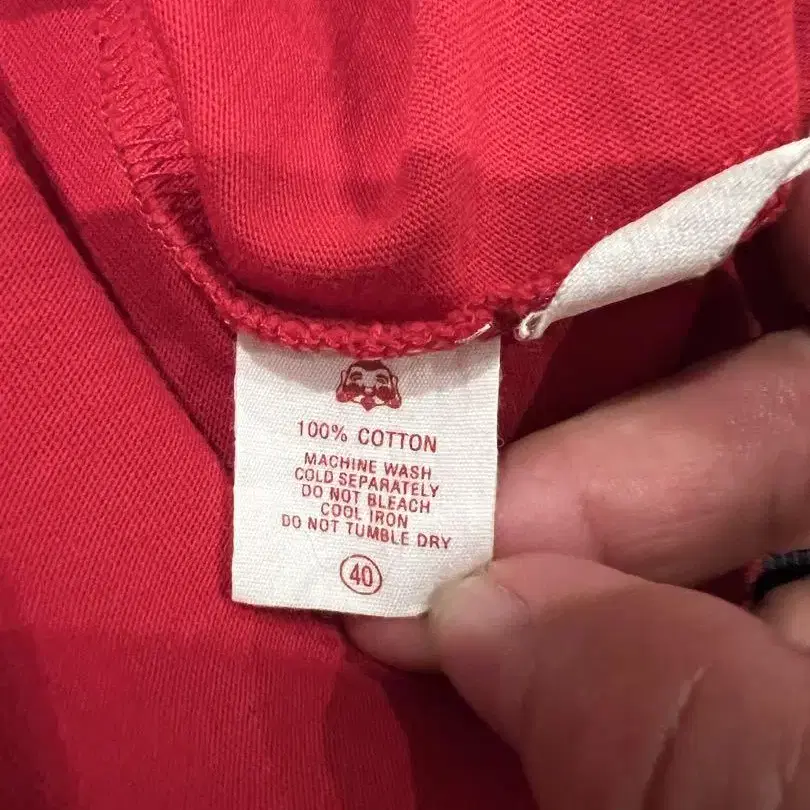 100% COTTON
MACHINE WASH
COLD SEPARATELY
DO NOT BLEACH
COOL IRON
DO NOT TUMBLE DRY
40